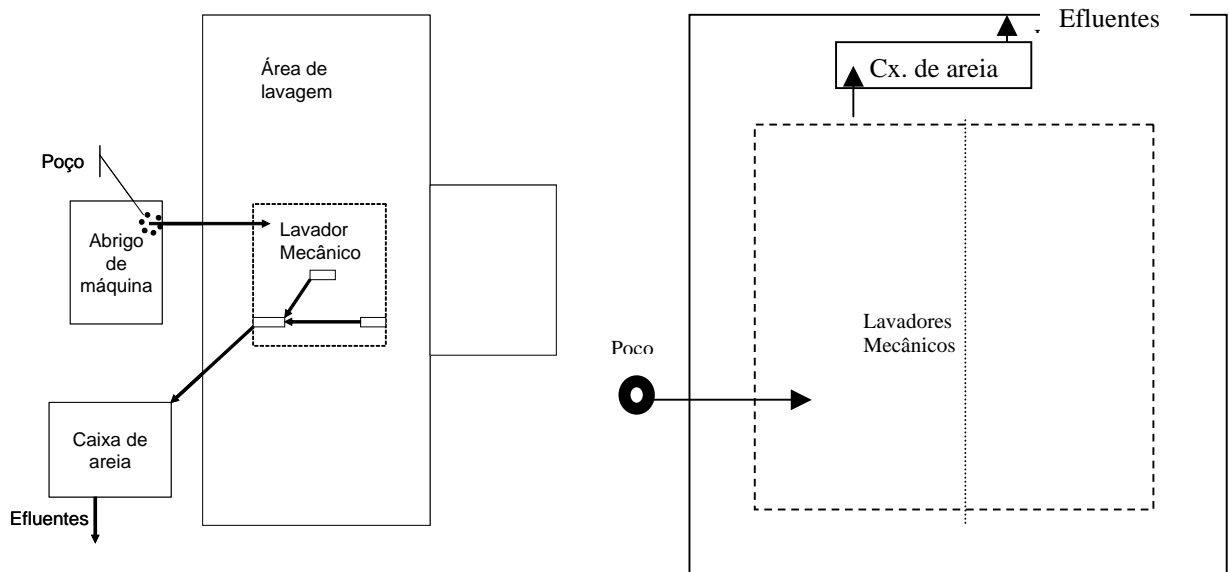 Área de
lavagem
Poço
Abrigo
de
máquina
Lavador
Mecânico
Caixa de
areia
Efluentes
Efluentes
Cx. de areia
Lavadores
Mecânicos
Poco